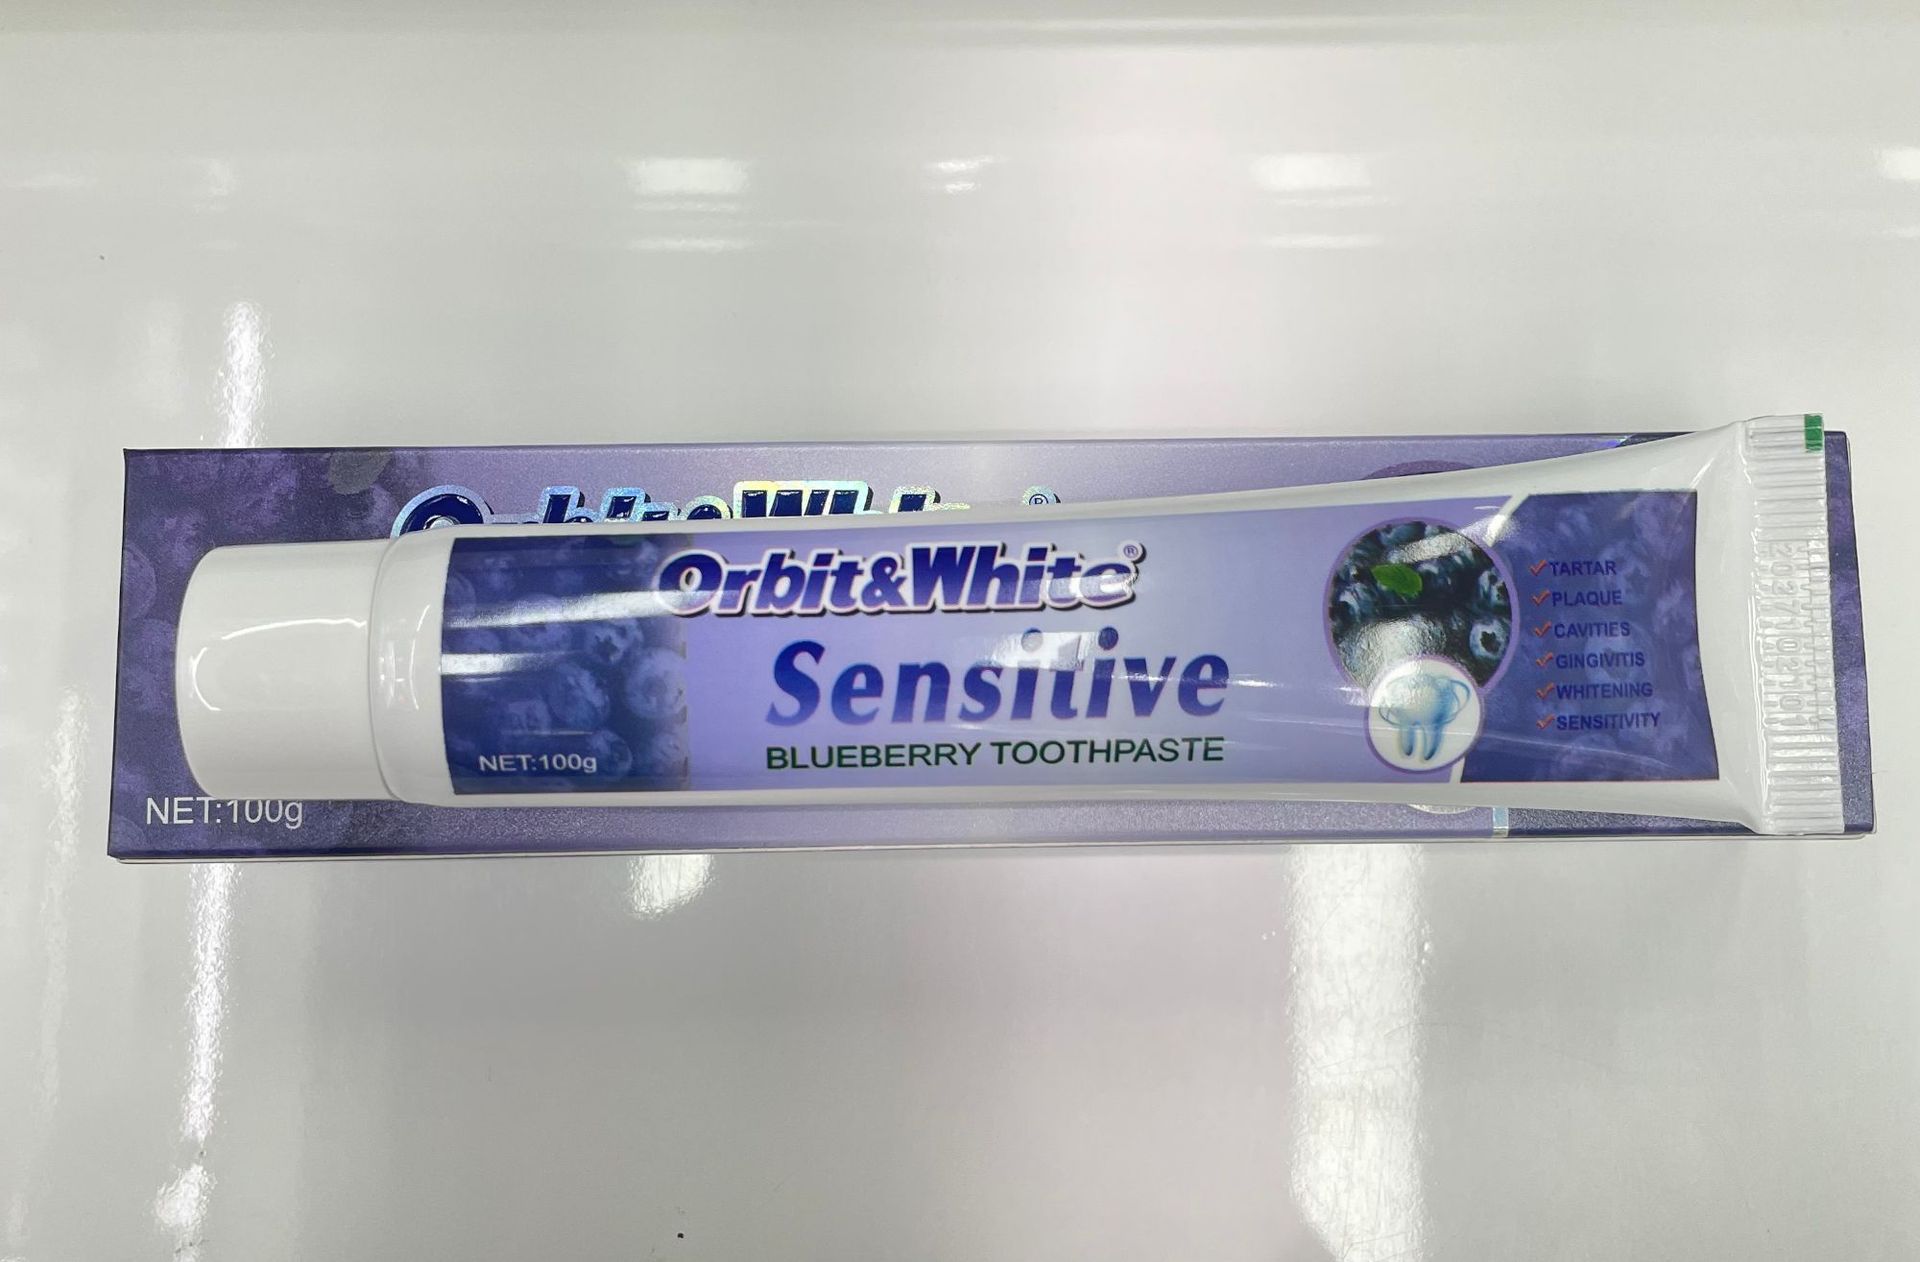 ®
NET:100g
Orbit&White®
Sensitive
BLUEBERRY TOOTHPASTE
NET:100g
TARTAR
PLAQUE
CAVITIES
GINGIVITIS
WHITENING
SENSITIVITY